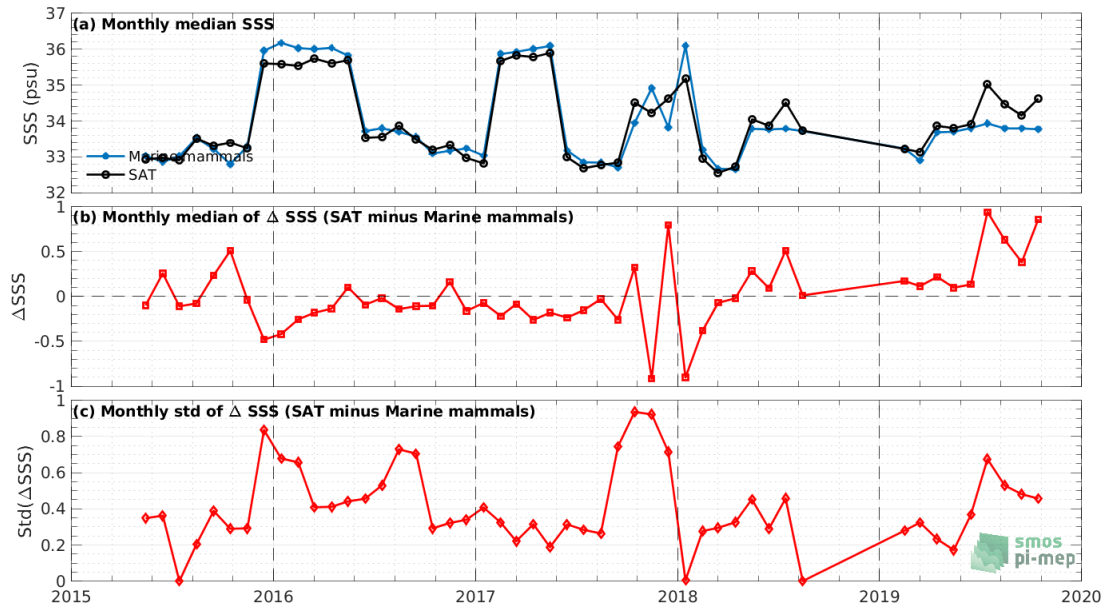 (a) Monthly median SSS
SSS (psu)
37
36
35
34
33
32
Marine mammals
SAT
(b) Monthly median of Δ SSS (SAT minus Marine mammals)
ΔSSS
1
0.5
0
-0.5
-1
(c) Monthly std of Δ SSS (SAT minus Marine mammals)
Std(ΔSSS)
1
0.8
0.6
0.4
0.2
0
2015
2016
2017
2018
2019
2020
smos
pi-mep